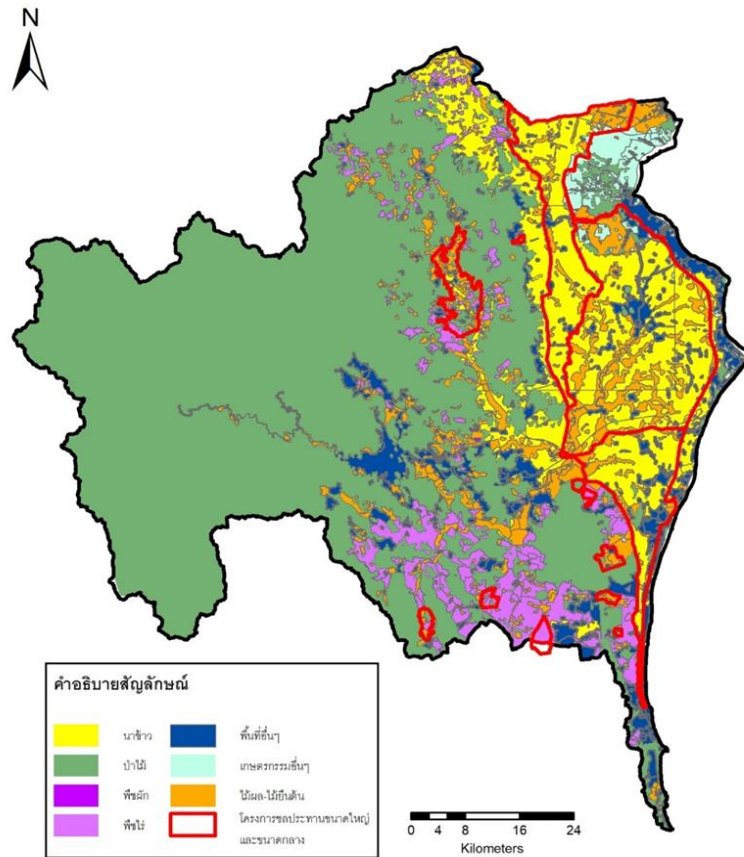 N
คำอธิบายสัญลักษณ์
นาข้าว
พื้นที่อื่นๆ
ป่าไม้
เกษตรกรรมอื่นๆ
พืชผัก
ไม้ผล-ไม้ยืนต้น
พืชไร่
โครงการชลประทานขนาดใหญ่
และขนาดกลาง
0 4 8 16 24
Kilometers